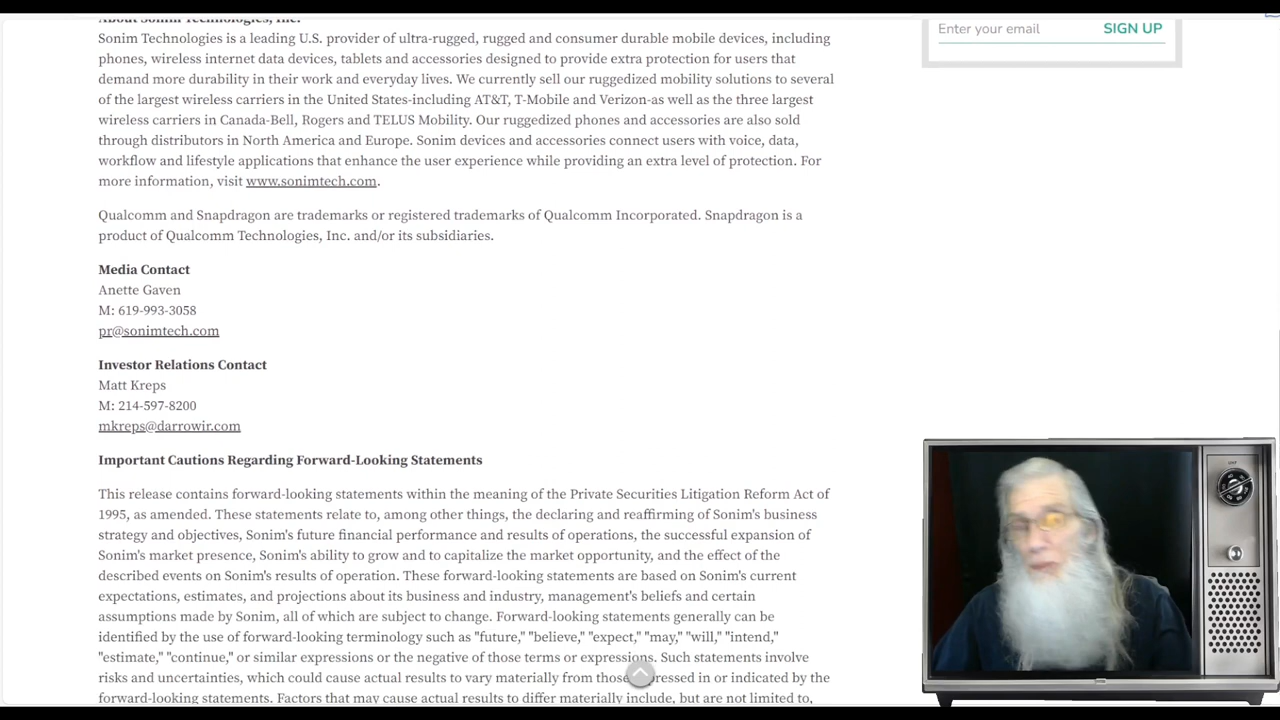 About Sonim Technologies, Inc.
Sonim Technologies is a leading U.S. provider of ultra-rugged, rugged and consumer durable mobile devices, including
phones, wireless internet data devices, tablets and accessories designed to provide extra protection for users that
demand more durability in their work and everyday lives. We currently sell our ruggedized mobility solutions to several
of the largest wireless carriers in the United States-including AT&T, T-Mobile and Verizon-as well as the three largest
wireless carriers in Canada-Bell, Rogers and TELUS Mobility. Our ruggedized phones and accessories are also sold
through distributors in North America and Europe. Sonim devices and accessories connect users with voice, data,
workflow and lifestyle applications that enhance the user experience while providing an extra level of protection. For
more information, visit www.sonimtech.com.
Qualcomm and Snapdragon are trademarks or registered trademarks of Qualcomm Incorporated. Snapdragon is a
product of Qualcomm Technologies, Inc. and/or its subsidiaries.
Media Contact
Anette Gaven
M: 619-993-3058
pr@sonimtech.com
Investor Relations Contact
Matt Kreps
M: 214-597-8200
mkreps@darrowir.com
Important Cautions Regarding Forward-Looking Statements
This release contains forward-looking statements within the meaning of the Private Securities Litigation Reform Act of
1995, as amended. These statements relate to, among other things, the declaring and reaffirming of Sonim's business
strategy and objectives, Sonim's future financial performance and results of operations, the successful expansion of
Sonim's market presence, Sonim's ability to grow and to capitalize the market opportunity, and the effect of the
described events on Sonim's results of operation. These forward-looking statements are based on Sonim's current
expectations, estimates, and projections about its business and industry, management's beliefs and certain
assumptions made by Sonim, all of which are subject to change. Forward-looking statements generally can be
identified by the use of forward-looking terminology such as "future," "believe," "expect," "may," "will," "intend,"
"estimate," "continue," or similar expressions or the negative of those terms or expressions. Such statements involve
risks and uncertainties, which could cause actual results to vary materially from those expressed in or indicated by the
forward-looking statements. Factors that may cause actual results to differ materially include, but are not limited to,
Enter your email SIGN UP